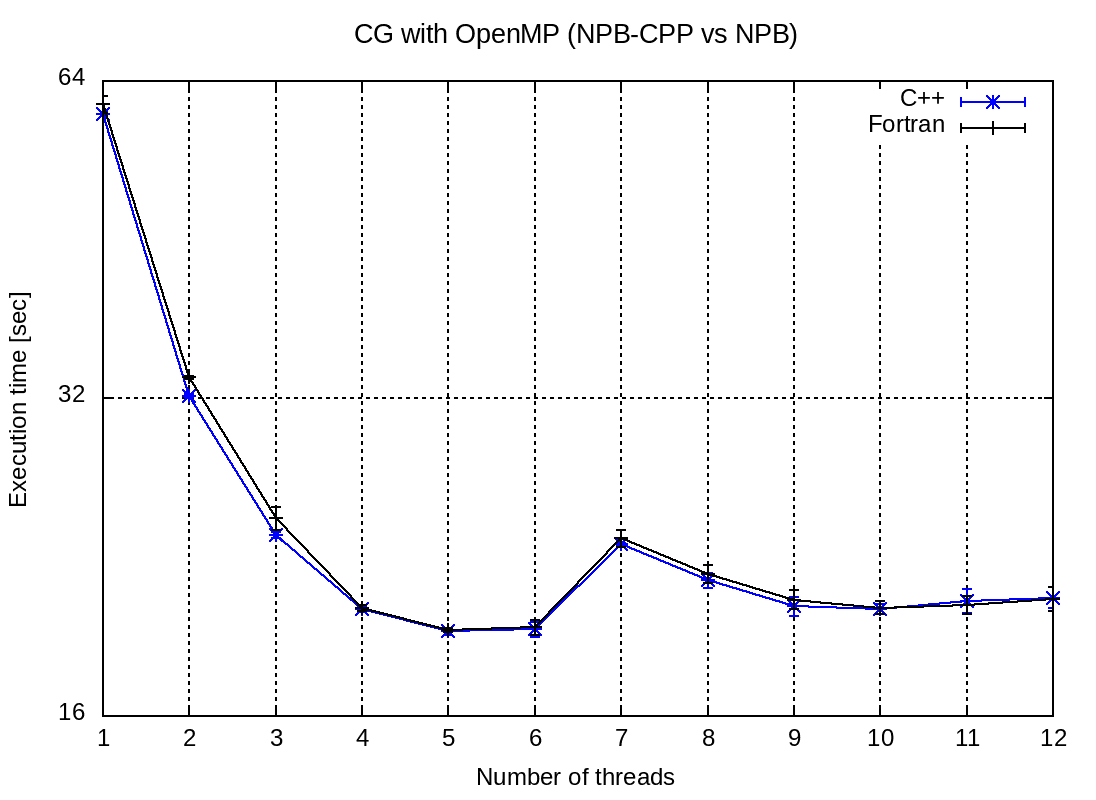 CG with OpenMP (NPB-CPP vs NPB)
64
C++
Fortran
Execution time [sec]
32
16
1 2 3 4 5 6 7 8 9 10 11 12
Number of threads